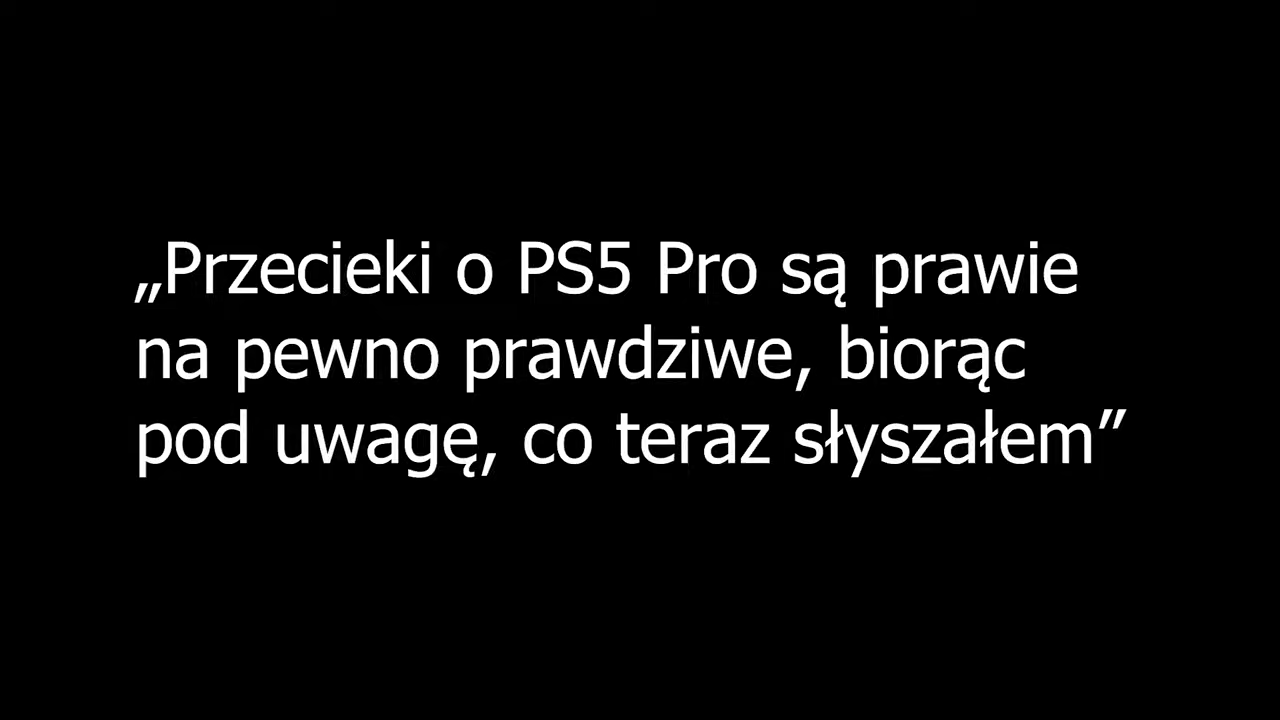 „Przecieki o PS5 Pro są prawie
na pewno prawdziwe, biorąc
pod uwagę, co teraz słyszałem”